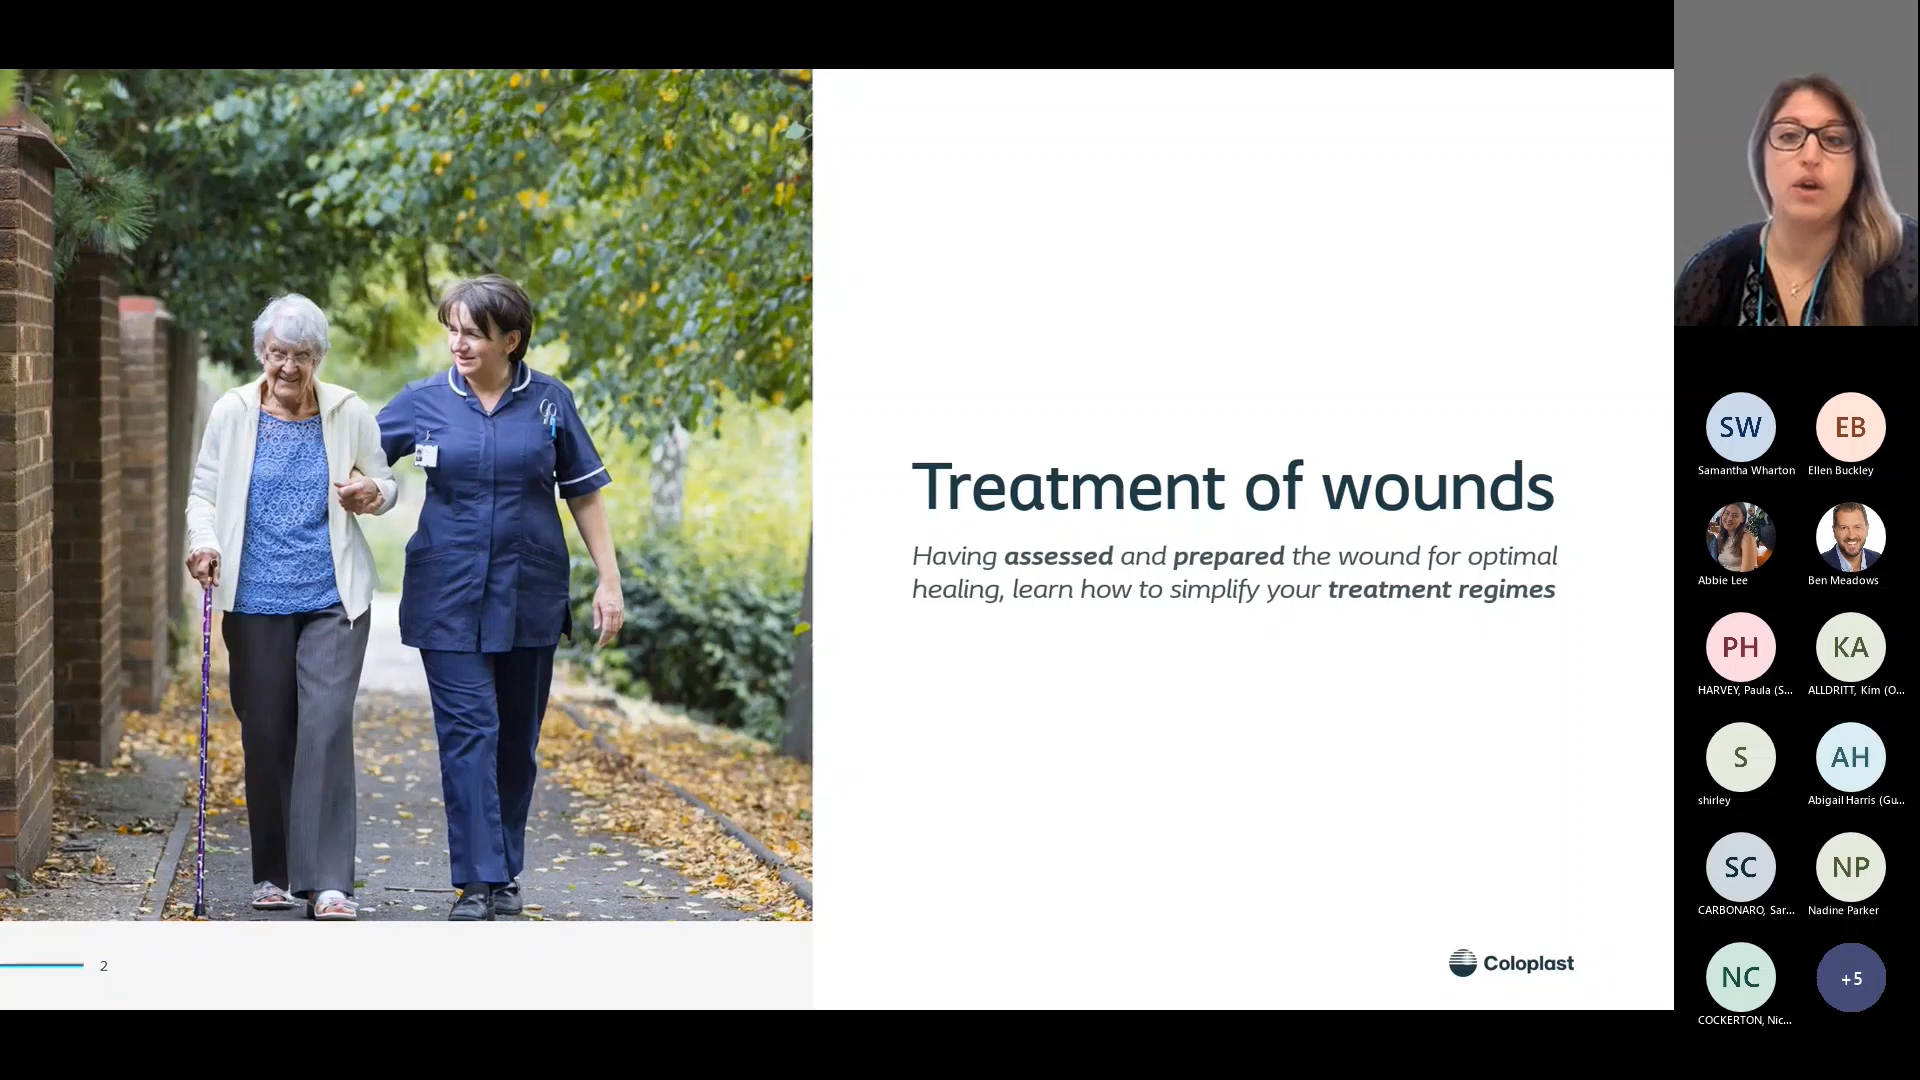 Treatment of wounds
Having assessed and prepared the wound for optimal
healing, learn how to simplify your treatment regimes
2
Coloplast
SW
Samantha Wharton
EB
Ellen Buckley
Abbie Lee
Ben Meadows
PH
HARVEY, Paula (S...
KA
ALLDRITT, Kim (O...
S
shirley
AH
Abigail Harris (Gu...
SC
CARBONARO, Sar...
NP
Nadine Parker
NC
COCKERTON, Nic...
+5